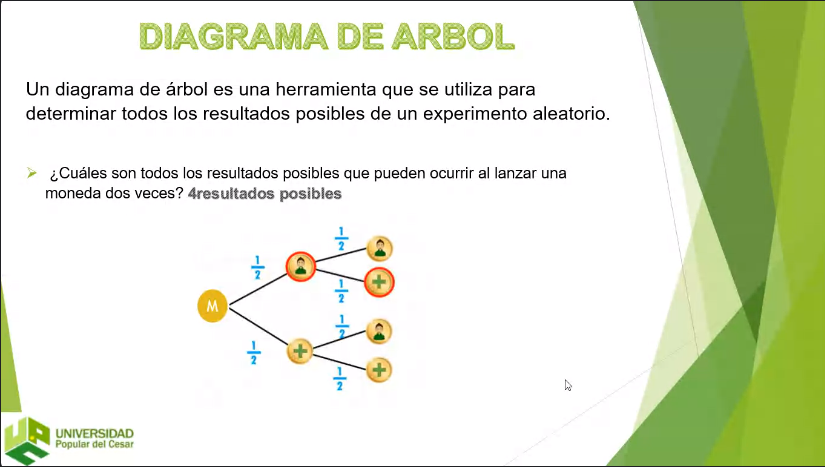 DIAGRAMA DE ARBOL
Un diagrama de árbol es una herramienta que se utiliza para
determinar todos los resultados posibles de un experimento aleatorio.
¿Cuáles son todos los resultados posibles que pueden ocurrir al lanzar una
moneda dos veces? 4resultados posibles
1/2
1/2
1/2
M
1/2
1/2
1/2
UNIVERSIDAD
Popular del Cesar